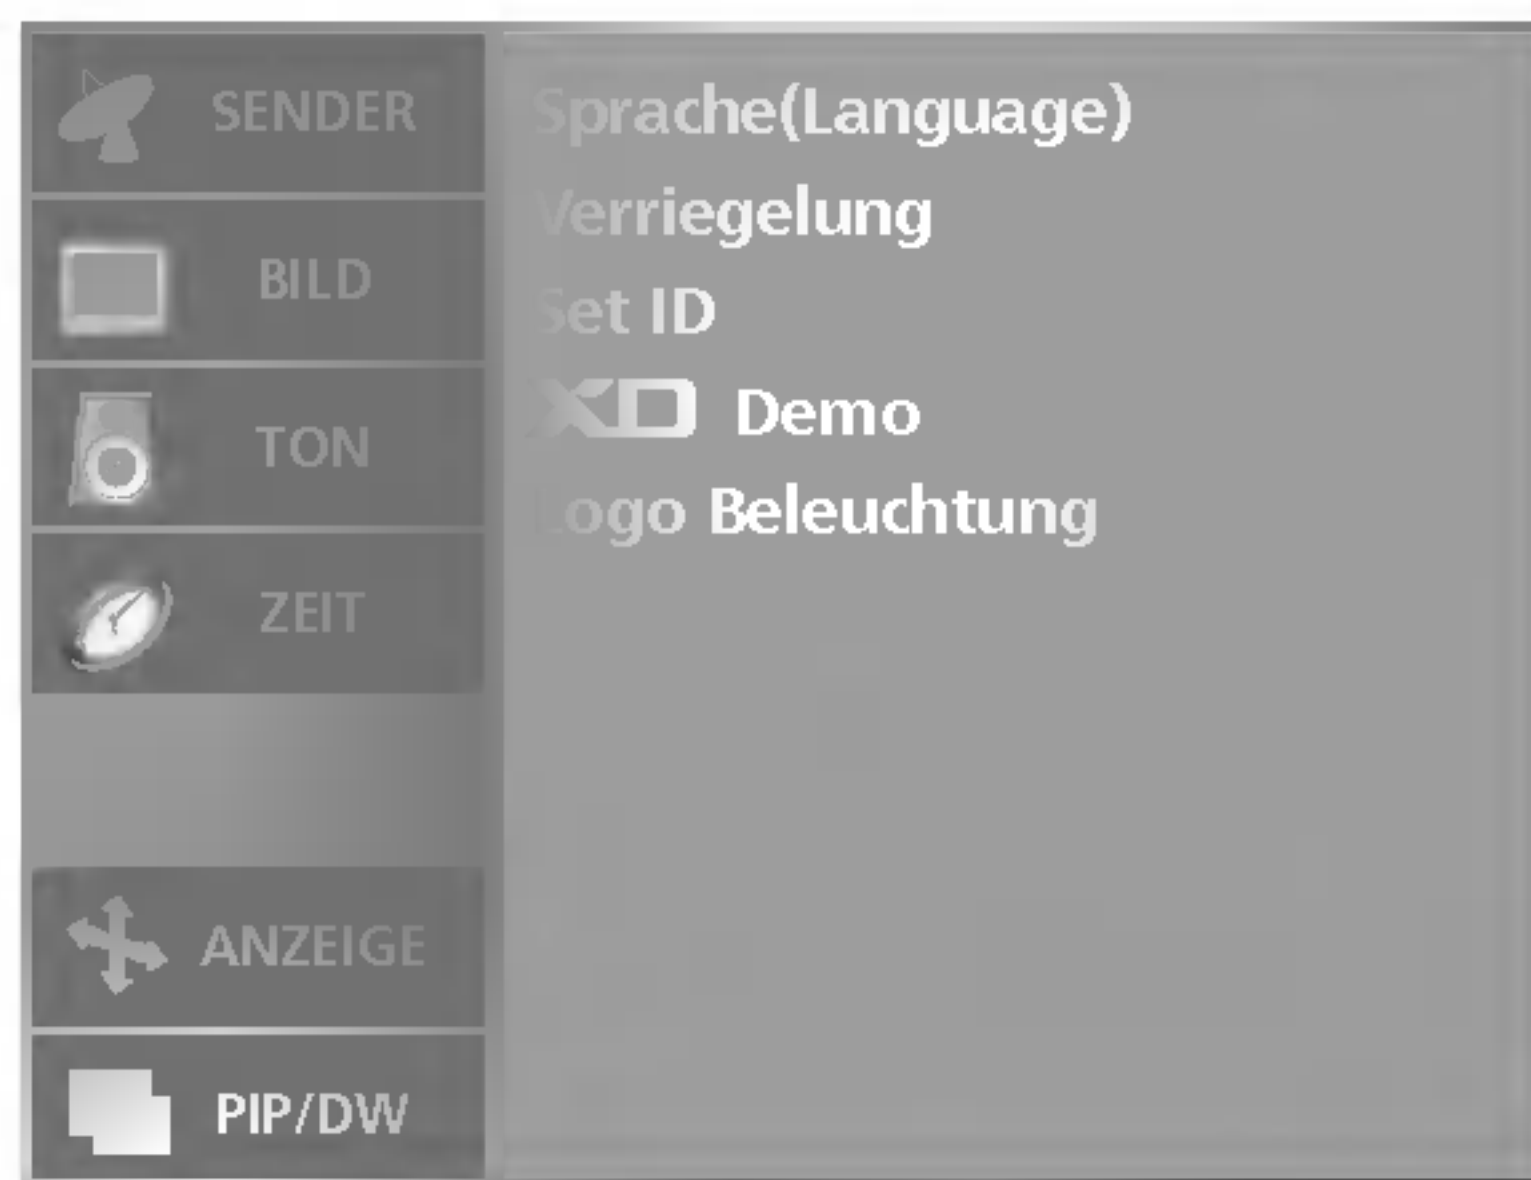 SENDER
BILD
TON
ZEIT
ANZEIGE
PIP/DW
Sprache(Language)
Verriegelung
Set ID
XD Demo
Logo Beleuchtung